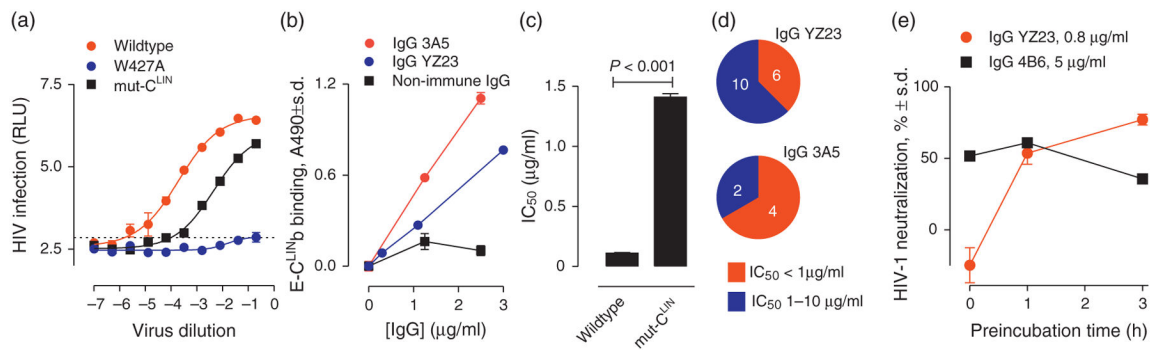 (a)
Wildtype
W427A
mut-C^LIN
HIV infection (RLU)
7.5
5.0
2.5
−7 −6 −5 −4 −3 −2 −1 0
Virus dilution
(b)
IgG 3A5
IgG YZ23
Non-immune IgG
E-C^LIN b binding, A490±s.d.
1.2
0.9
0.6
0.3
0.0
0 1 2 3
[IgG] (μg/ml)
(c)
P < 0.001
IC50 (μg/ml)
1.5
1.0
0.5
0
Wildtype
mut-C^LIN
(d)
IgG YZ23
10
6
IgG 3A5
2
4
IC50 < 1μg/ml
IC50 1–10 μg/ml
(e)
IgG YZ23, 0.8 μg/ml
IgG 4B6, 5 μg/ml
HIV-1 neutralization, % ± s.d.
100
50
0
0 1 2 3
Preincubation time (h)